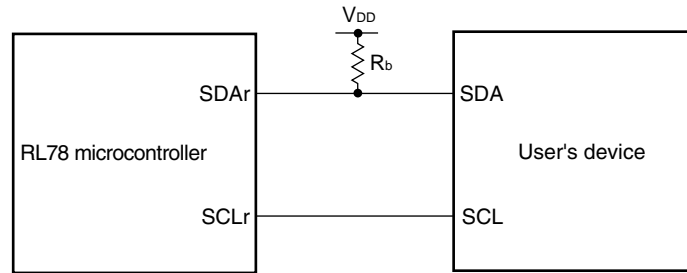 VDD
Rb
SDAr
SDA
RL78 microcontroller
User's device
SCLr
SCL